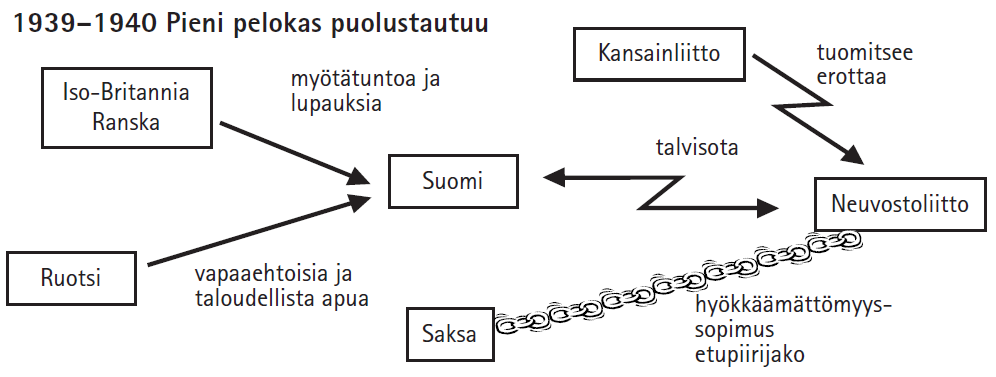 1939–1940 Pieni pelokas puolustautuu
Iso-Britannia
Ranska
myötätuntoa ja
lupauksia
Kansainliitto
tuomitsee
erottaa
Suomi
talvisota
Neuvostoliitto
Ruotsi
vapaaehtoisia ja
taloudellista apua
Saksa
hyökkäämättömyys-
sopimus
etupiirijako